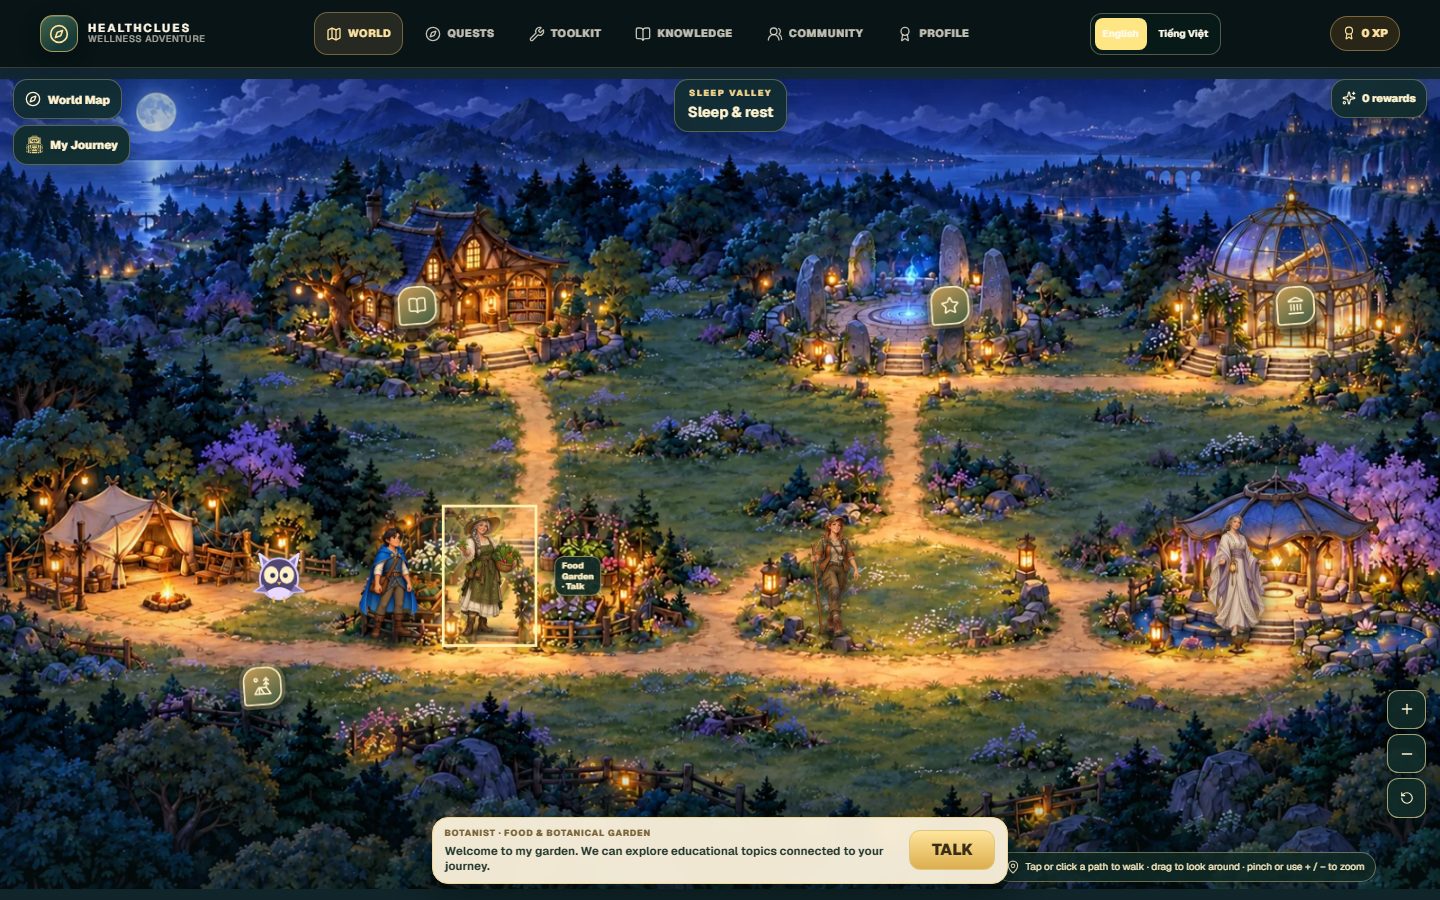 HEALTHCLUES
WELLNESS ADVENTURE
WORLD
QUESTS
TOOLKIT
KNOWLEDGE
COMMUNITY
PROFILE
English
Tiếng Việt
0 XP
World Map
My Journey
SLEEP VALLEY
Sleep & rest
0 rewards
Food
Garden
· Talk
BOTANIST · FOOD & BOTANICAL GARDEN
Welcome to my garden. We can explore educational topics connected to your
journey.
TALK
Tap or click a path to walk · drag to look around · pinch or use + / − to zoom
+
−